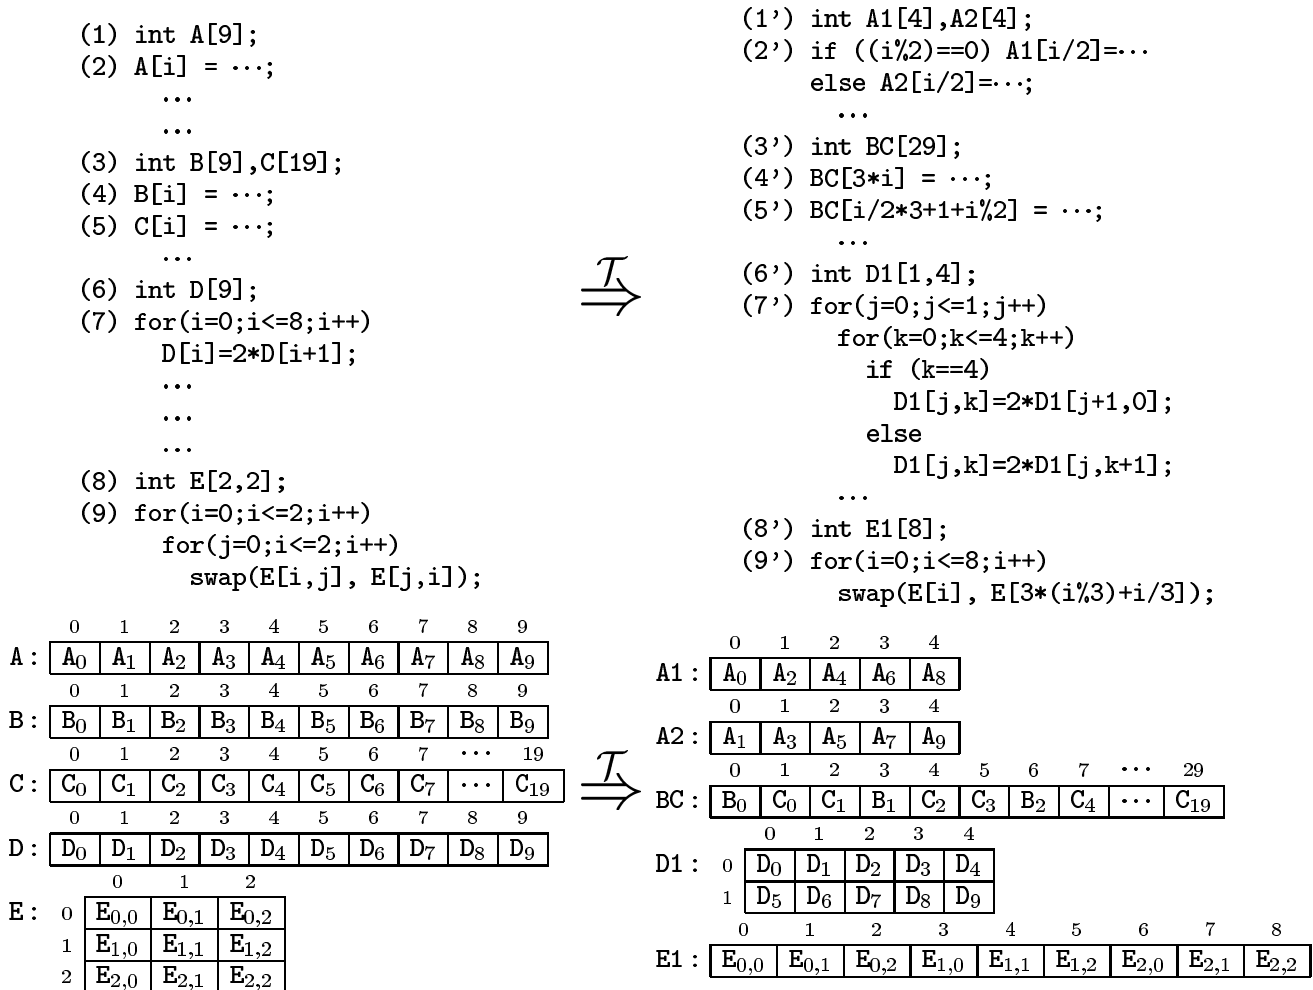 (1) int A[9];
(2) A[i] = ···;
···
···
(3) int B[9],C[19];
(4) B[i] = ···;
(5) C[i] = ···;
···
(6) int D[9];
(7) for(i=0;i<=8;i++)
D[i]=2*D[i+1];
···
···
···
(8) int E[2,2];
(9) for(i=0;i<=2;i++)
for(j=0;i<=2;i++)
swap(E[i,j], E[j,i]);
T
⇒
(1') int A1[4],A2[4];
(2') if ((i%2)==0) A1[i/2]=···
else A2[i/2]=···;
···
(3') int BC[29];
(4') BC[3*i] = ···;
(5') BC[i/2*3+1+i%2] = ···;
···
(6') int D1[1,4];
(7') for(j=0;j<=1;j++)
for(k=0;k<=4;k++)
if (k==4)
D1[j,k]=2*D1[j+1,0];
else
D1[j,k]=2*D1[j,k+1];
···
(8') int E1[8];
(9') for(i=0;i<=8;i++)
swap(E[i], E[3*(i%3)+i/3]);
0 1 2 3 4 5 6 7 8 9
A: A0 A1 A2 A3 A4 A5 A6 A7 A8 A9
0 1 2 3 4 5 6 7 8 9
B: B0 B1 B2 B3 B4 B5 B6 B7 B8 B9
0 1 2 3 4 5 6 7 ··· 19
C: C0 C1 C2 C3 C4 C5 C6 C7 ··· C19
0 1 2 3 4 5 6 7 8 9
D: D0 D1 D2 D3 D4 D5 D6 D7 D8 D9
0 1 2
E: 0 E0,0 E0,1 E0,2
1 E1,0 E1,1 E1,2
2 E2,0 E2,1 E2,2
T
⇒
0 1 2 3 4
A1: A0 A2 A4 A6 A8
0 1 2 3 4
A2: A1 A3 A5 A7 A9
0 1 2 3 4 5 6 7 ··· 29
BC: B0 C0 C1 B1 C2 C3 B2 C4 ··· C19
0 1 2 3 4
D1: 0 D0 D1 D2 D3 D4
1 D5 D6 D7 D8 D9
0 1 2 3 4 5 6 7 8
E1: E0,0 E0,1 E0,2 E1,0 E1,1 E1,2 E2,0 E2,1 E2,2